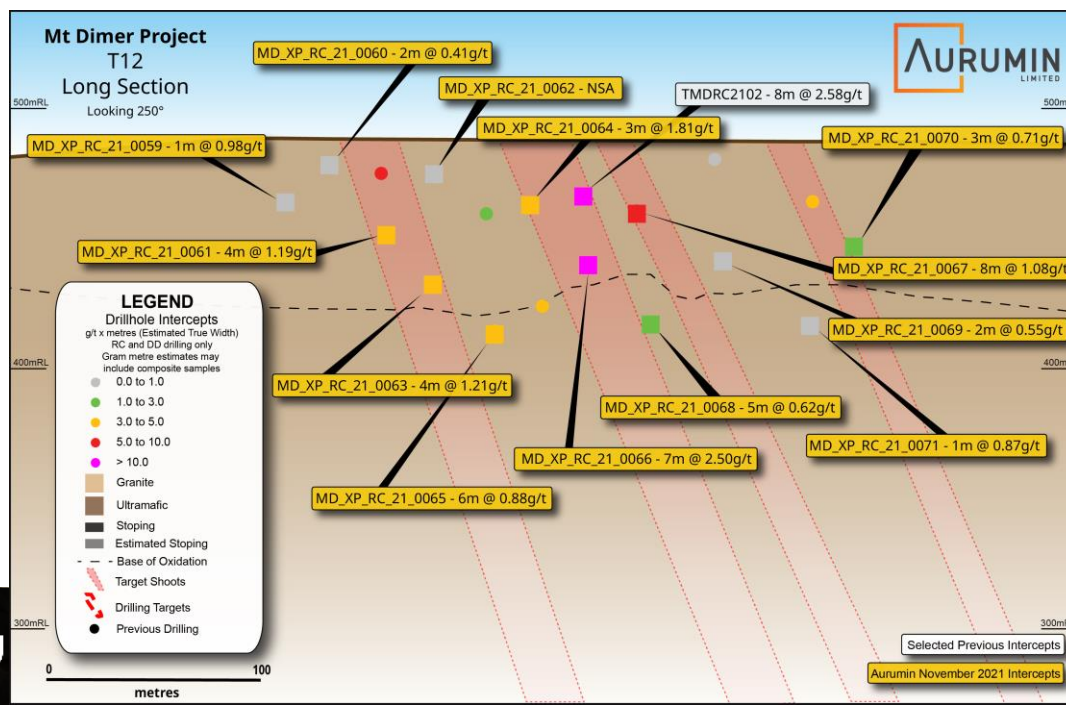 Mt Dimer Project
T12
Long Section
Looking 250°
AURUMIN
LIMITED
500mRL
500mRL
MD_XP_RC_21_0060 - 2m @ 0.41g/t
MD_XP_RC_21_0062 - NSA
TMDRC2102 - 8m @ 2.58g/t
MD_XP_RC_21_0064 - 3m @ 1.81g/t
MD_XP_RC_21_0070 - 3m @ 0.71g/t
MD_XP_RC_21_0059 - 1m @ 0.98g/t
MD_XP_RC_21_0061 - 4m @ 1.19g/t
MD_XP_RC_21_0067 - 8m @ 1.08g/t
MD_XP_RC_21_0069 - 2m @ 0.55g/t
400mRL
MD_XP_RC_21_0063 - 4m @ 1.21g/t
MD_XP_RC_21_0068 - 5m @ 0.62g/t
MD_XP_RC_21_0071 - 1m @ 0.87g/t
MD_XP_RC_21_0066 - 7m @ 2.50g/t
MD_XP_RC_21_0065 - 6m @ 0.88g/t
LEGEND
Drillhole Intercepts
g/t x metres (Estimated True Width)
RC and DD drilling only
Gram metre estimates may
include composite samples
0.0 to 1.0
1.0 to 3.0
3.0 to 5.0
5.0 to 10.0
> 10.0
Granite
Ultramafic
Stoping
Estimated Stoping
Base of Oxidation
Target Shoots
Drilling Targets
Previous Drilling
300mRL
300mRL
Selected Previous Intercepts
Aurumin November 2021 Intercepts
0 100
metres